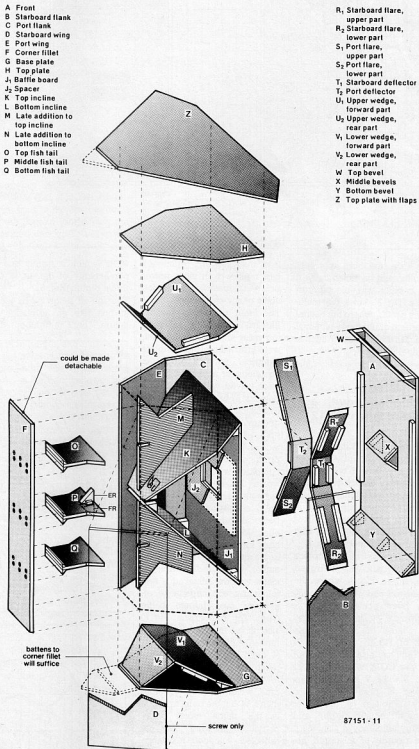 A Front
B Starboard flank
C Port flank
D Starboard wing
E Port wing
F Corner fillet
G Base plate
H Top plate
J1 Baffle board
J2 Spacer
K Top incline
L Bottom incline
M Late addition to
top incline
N Late addition to
bottom incline
O Top fish tail
P Middle fish tail
Q Bottom fish tail
R1 Starboard flare,
upper part
R2 Starboard flare,
lower part
S1 Port flare,
upper part
S2 Port flare,
lower part
T1 Starboard deflector
T2 Port deflector
U1 Upper wedge,
forward part
U2 Upper wedge,
rear part
V1 Lower wedge,
forward part
V2 Lower wedge,
rear part
W Top bevel
X Middle bevels
Y Bottom bevel
Z Top plate with flaps
Z
H
U1
U2
could be made
detachable
C
E
W
A
S1
M
F
R1
K
T2
T1
X
O
J2
P
ER
FR
S2
L
R2
Y
Q
N
J1
B
battens to
corner fillet
will suffice
V1
V2
G
D
screw only
87151 - 11